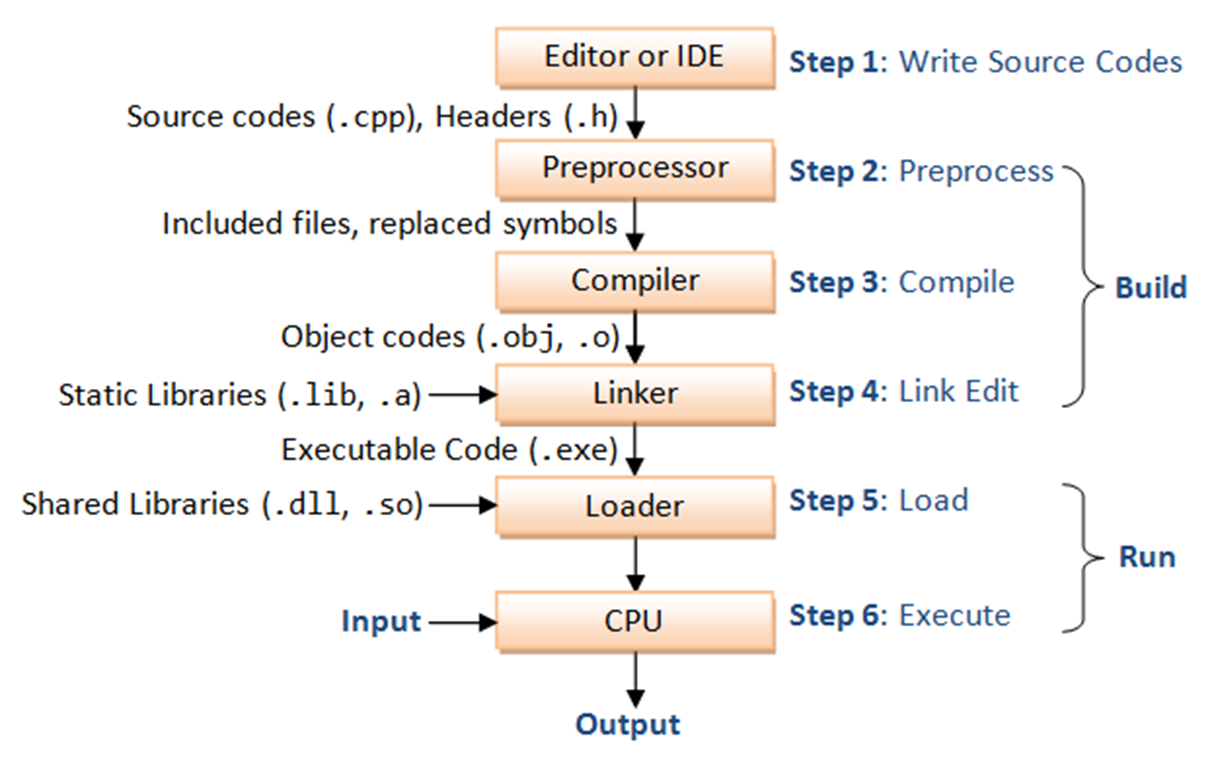 Editor or IDE
Step 1: Write Source Codes
Source codes (.cpp), Headers (.h)
Preprocessor
Step 2: Preprocess
Included files, replaced symbols
Compiler
Step 3: Compile
Build
Object codes (.obj, .o)
Static Libraries (.lib, .a)
Linker
Step 4: Link Edit
Executable Code (.exe)
Shared Libraries (.dll, .so)
Loader
Step 5: Load
Run
Input
CPU
Step 6: Execute
Output